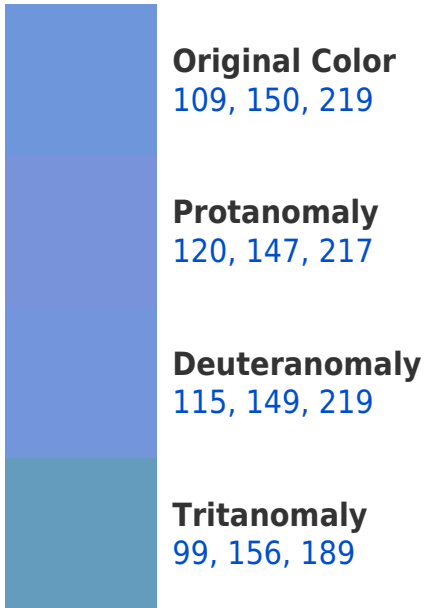 Original Color
109, 150, 219
Protanomaly
120, 147, 217
Deuteranomaly
115, 149, 219
Tritanomaly
99, 156, 189